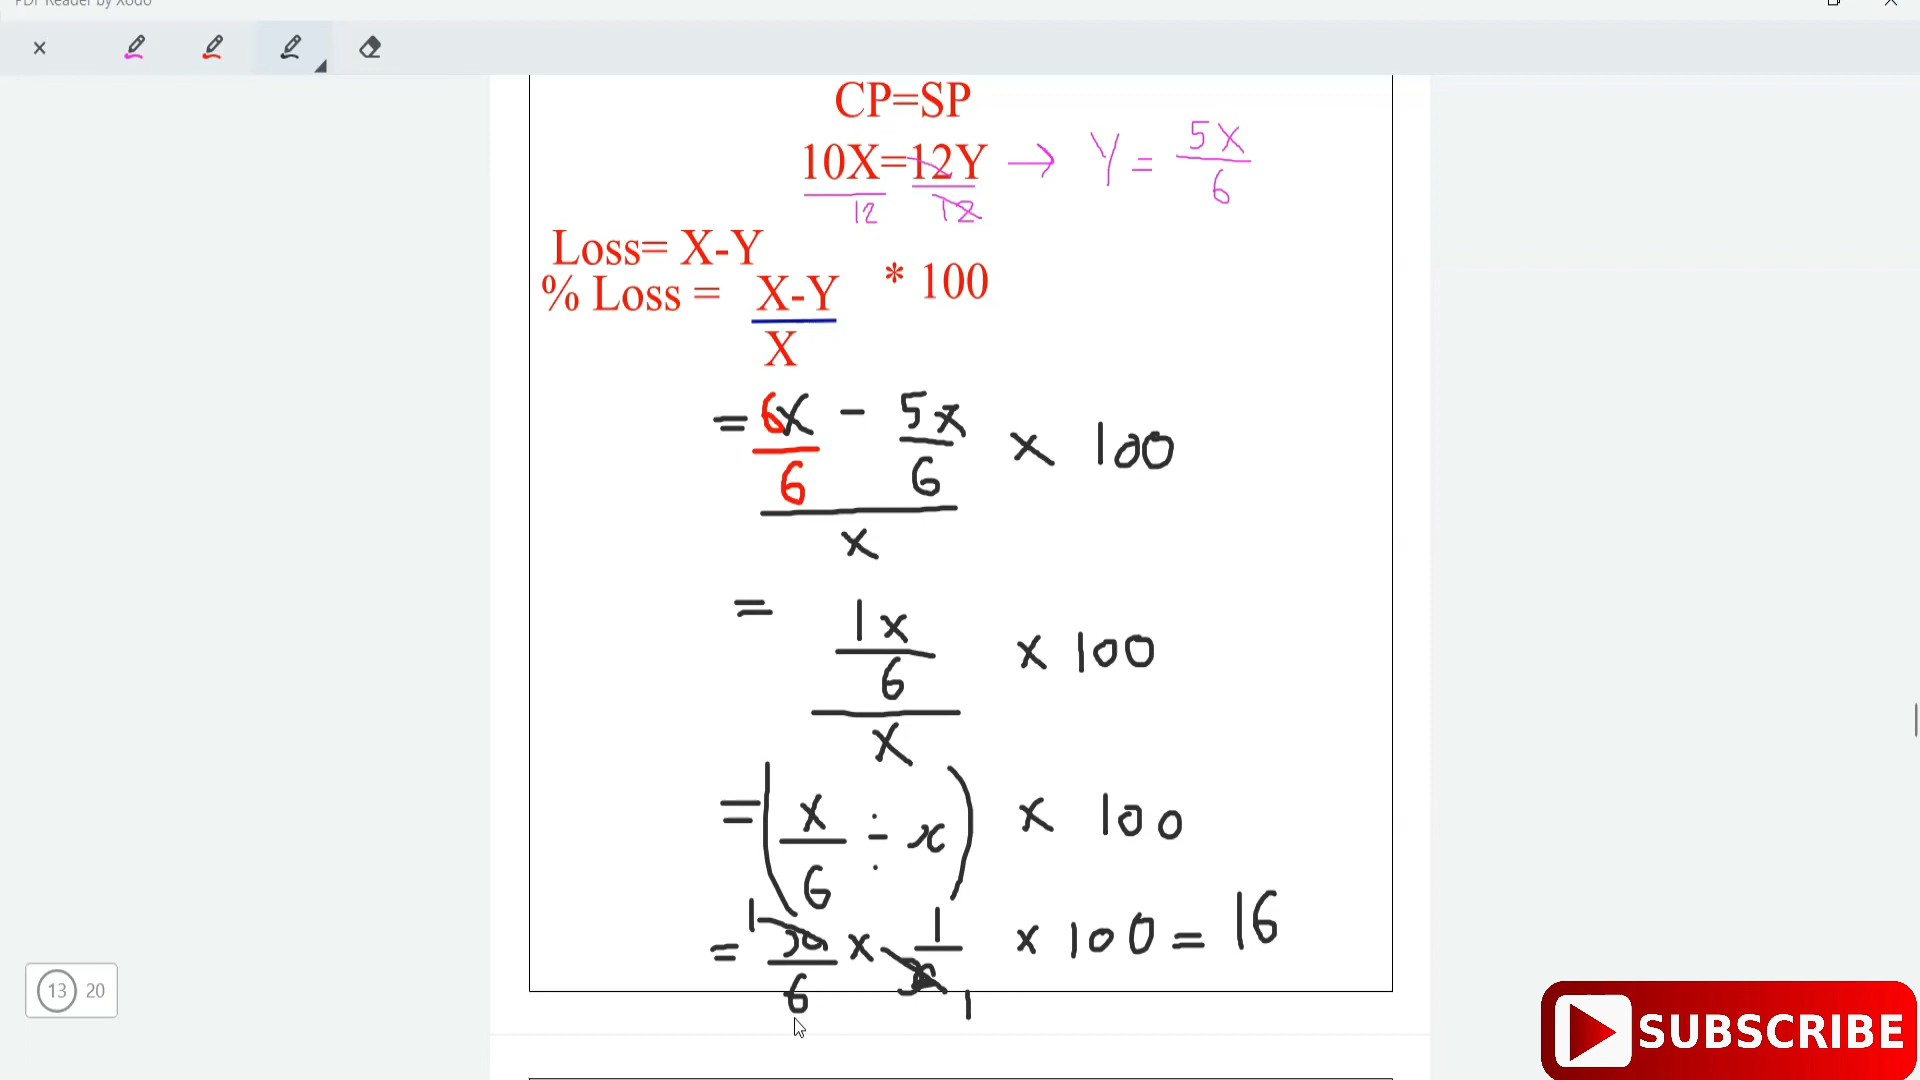 PDF Reader by Xodo
CP=SP
10X=12Y → Y = 5X/6
12 12
Loss= X-Y
% Loss = X-Y * 100
X
= 6x/6 - 5x/6 x 100
x
= 1x/6 x 100
x
= (x/6 ÷ x) x 100
= 1 x/6 x 1/x 1 x 100 = 16
13 20
SUBSCRIBE